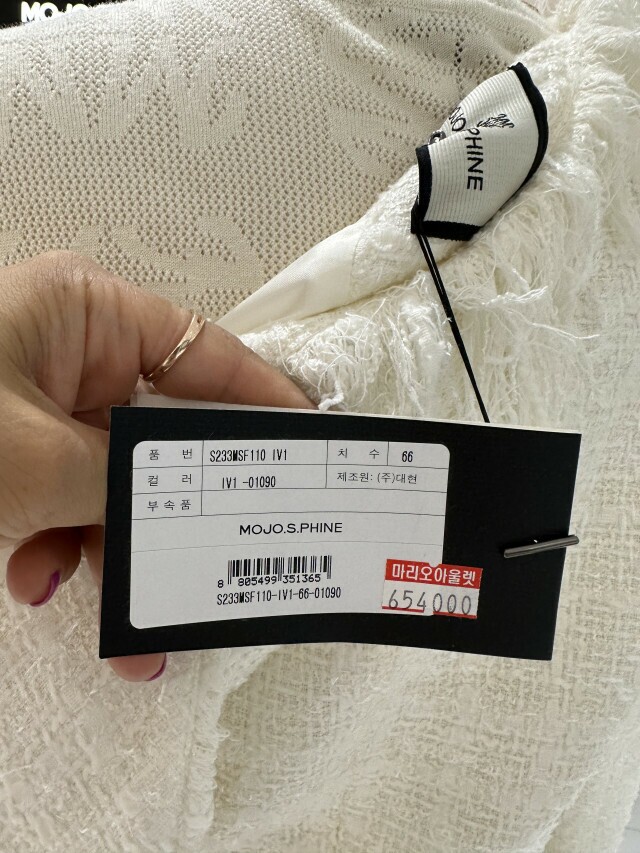 MOJO.S
JO.S.PHINE
품 번 S233MSF110 IV1 치 수 66
컬 러 IV1 -01090 제조원: (주)대현
부속품
MOJO.S.PHINE
8 805499 351365
S233MSF110-IV1-66-01090
마리오아울렛
654000